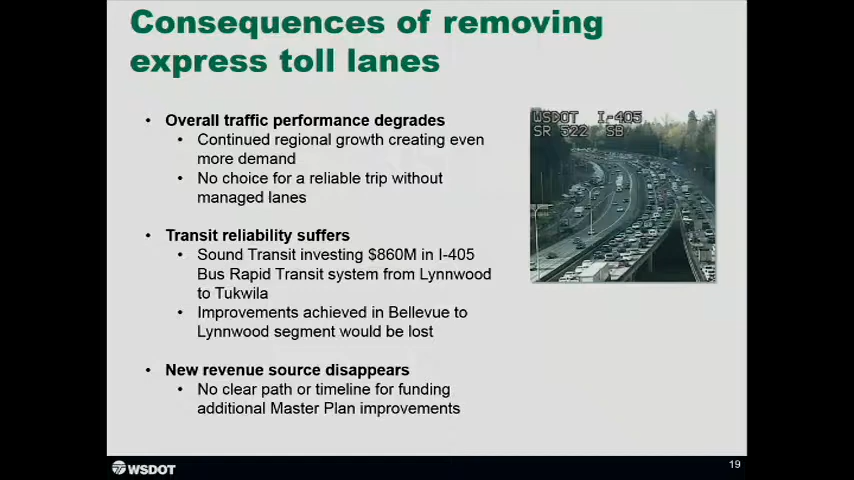 Consequences of removing
express toll lanes
• Overall traffic performance degrades
• Continued regional growth creating even
more demand
• No choice for a reliable trip without
managed lanes
• Transit reliability suffers
• Sound Transit investing $860M in I-405
Bus Rapid Transit system from Lynnwood
to Tukwila
• Improvements achieved in Bellevue to
Lynnwood segment would be lost
• New revenue source disappears
• No clear path or timeline for funding
additional Master Plan improvements
WSDOT I-405
SR 522 SB
WSDOT
19